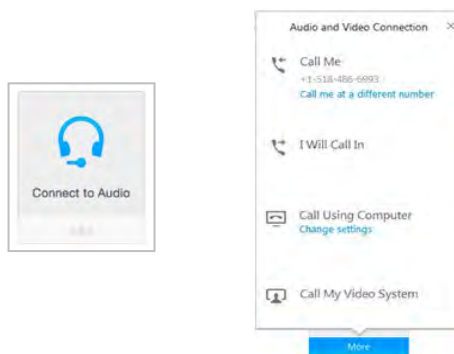 Connect to Audio
Audio and Video Connection
Call Me
+1-518-486-6993
Call me at a different number
I Will Call In
Call Using Computer
Change settings
Call My Video System
More